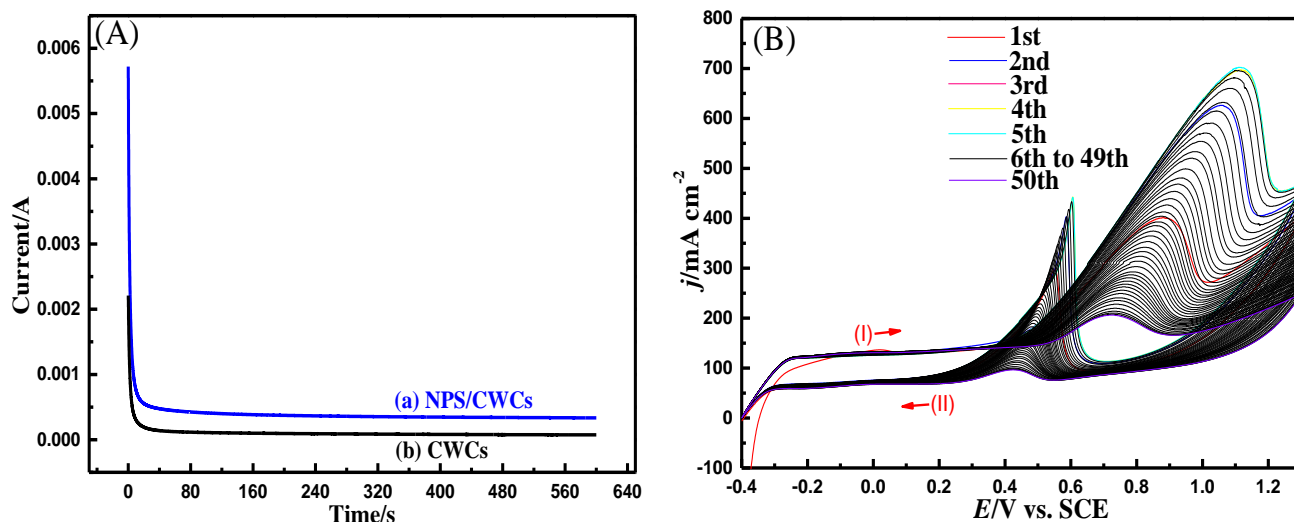 (A)
0.006
0.005
0.004
0.003
0.002
0.001
0.000
Current/A
(a) NPS/CWCs
(b) CWCs
0 80 160 240 320 400 480 560 640
Time/s
(B)
800
700
600
500
400
300
200
100
0
-100
j/mA cm⁻²
1st
2nd
3rd
4th
5th
6th to 49th
50th
(I)
(II)
-0.4 -0.2 0.0 0.2 0.4 0.6 0.8 1.0 1.2
E/V vs. SCE